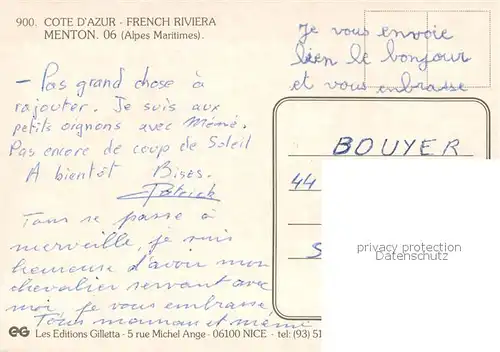 900. COTE D'AZUR - FRENCH RIVIERA
MENTON. 06 (Alpes Maritimes).
Je vous envoie
bien le bonjour
et vous embrasse
- Pas grand chose à
rajouter. Je suis aux
petits oignons avec Mémé.
Pas encore de coup de Soleil
A bientôt Bises.
Patrick
Tout se passe à
merveille, je suis
heureuse d'avoir mon
chevalier servant avec
moi, je vous embrasse
Tous maman et mémé
BOUYER
44
S
privacy protection
for collectors
EG Les Editions Gilletta - 5 rue Michel Ange - 06100 NICE - tel: (93) 51